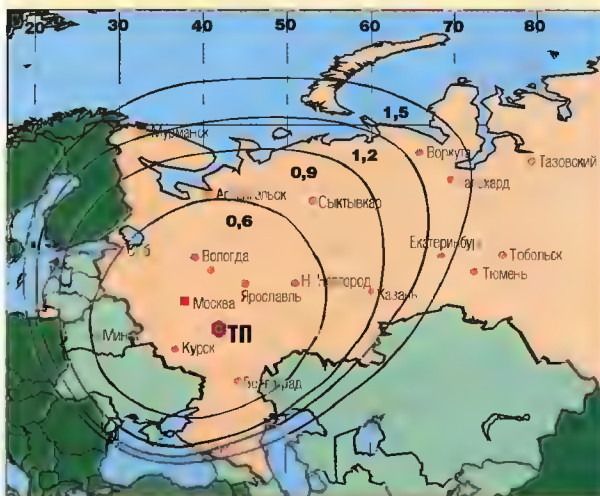 20 30 40 50 60 70 80
1,5
Мурманск
1,2
Воркута
Тазовский
0,9
Сыктывкар
0,6
Екатеринбург
Вологда
Тобольск
Тюмень
Казань
Ярославль
Москва
ТП
Курск